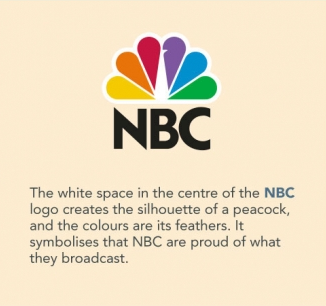 NBC
The white space in the centre of the NBC
logo creates the silhouette of a peacock,
and the colours are its feathers. It
symbolises that NBC are proud of what
they broadcast.